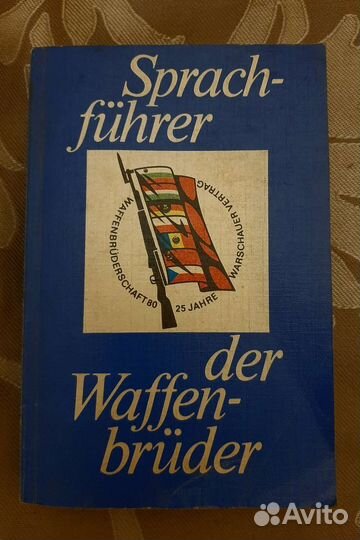 Sprach-
führer
WAFFENBRÜDERSCHAFT 80
25 JAHRE
WARSCHAUER VERTRAG
der
Waffen-
brüder
Avito